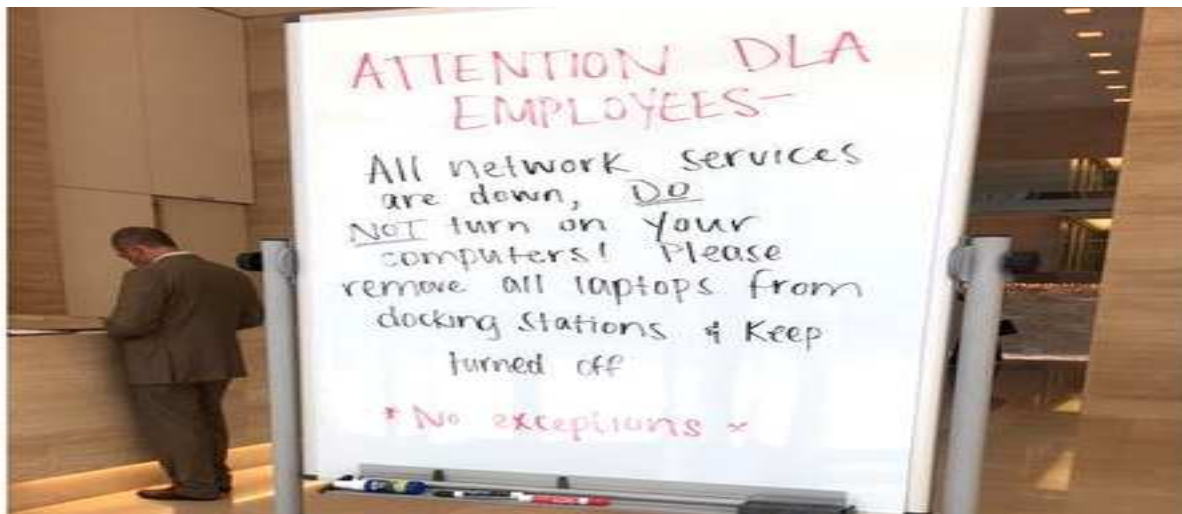 ATTENTION DLA
EMPLOYEES-
All network services
are down, DO
NOT turn on your
computers! Please
remove all laptops from
docking stations & Keep
turned off
*No exceptions*